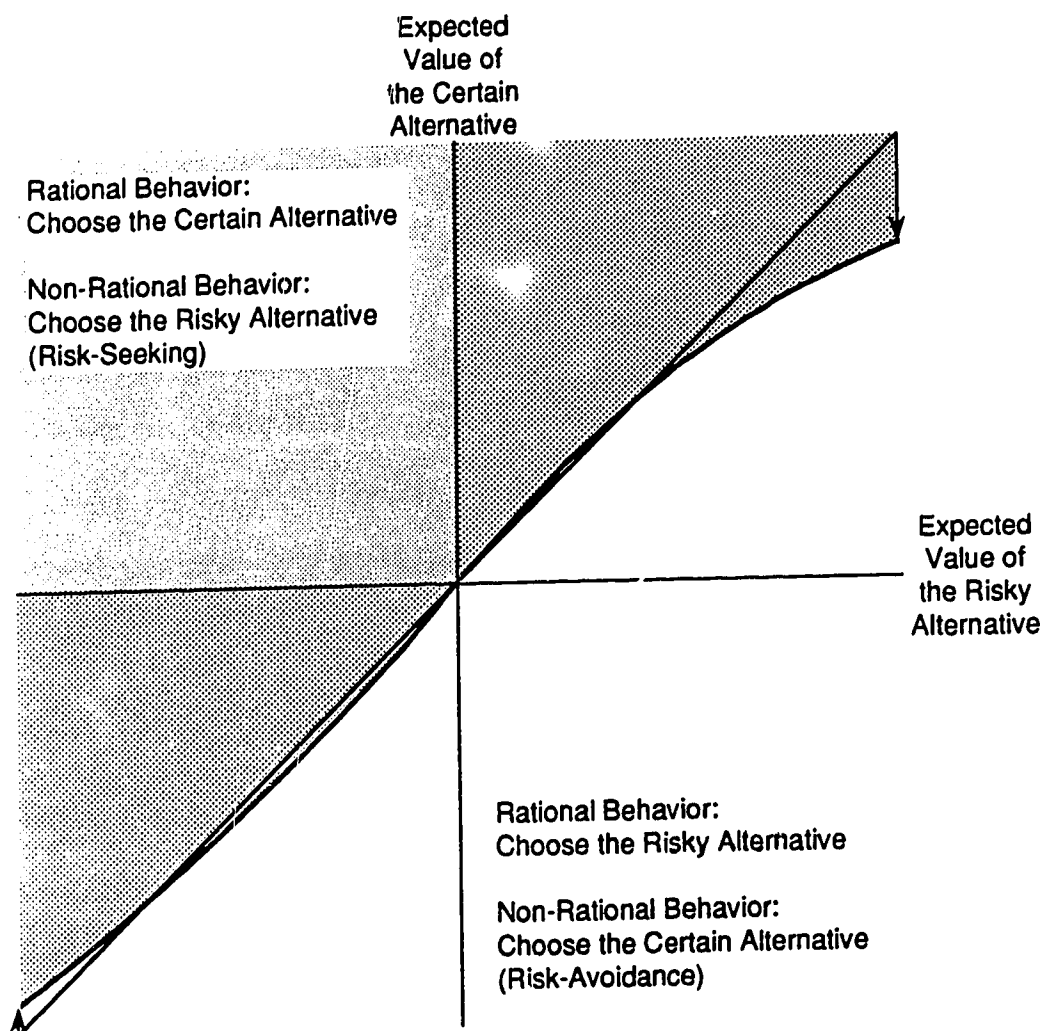 Expected
Value of
the Certain
Alternative
Rational Behavior:
Choose the Certain Alternative
Non-Rational Behavior:
Choose the Risky Alternative
(Risk-Seeking)
Expected
Value of
the Risky
Alternative
Rational Behavior:
Choose the Risky Alternative
Non-Rational Behavior:
Choose the Certain Alternative
(Risk-Avoidance)